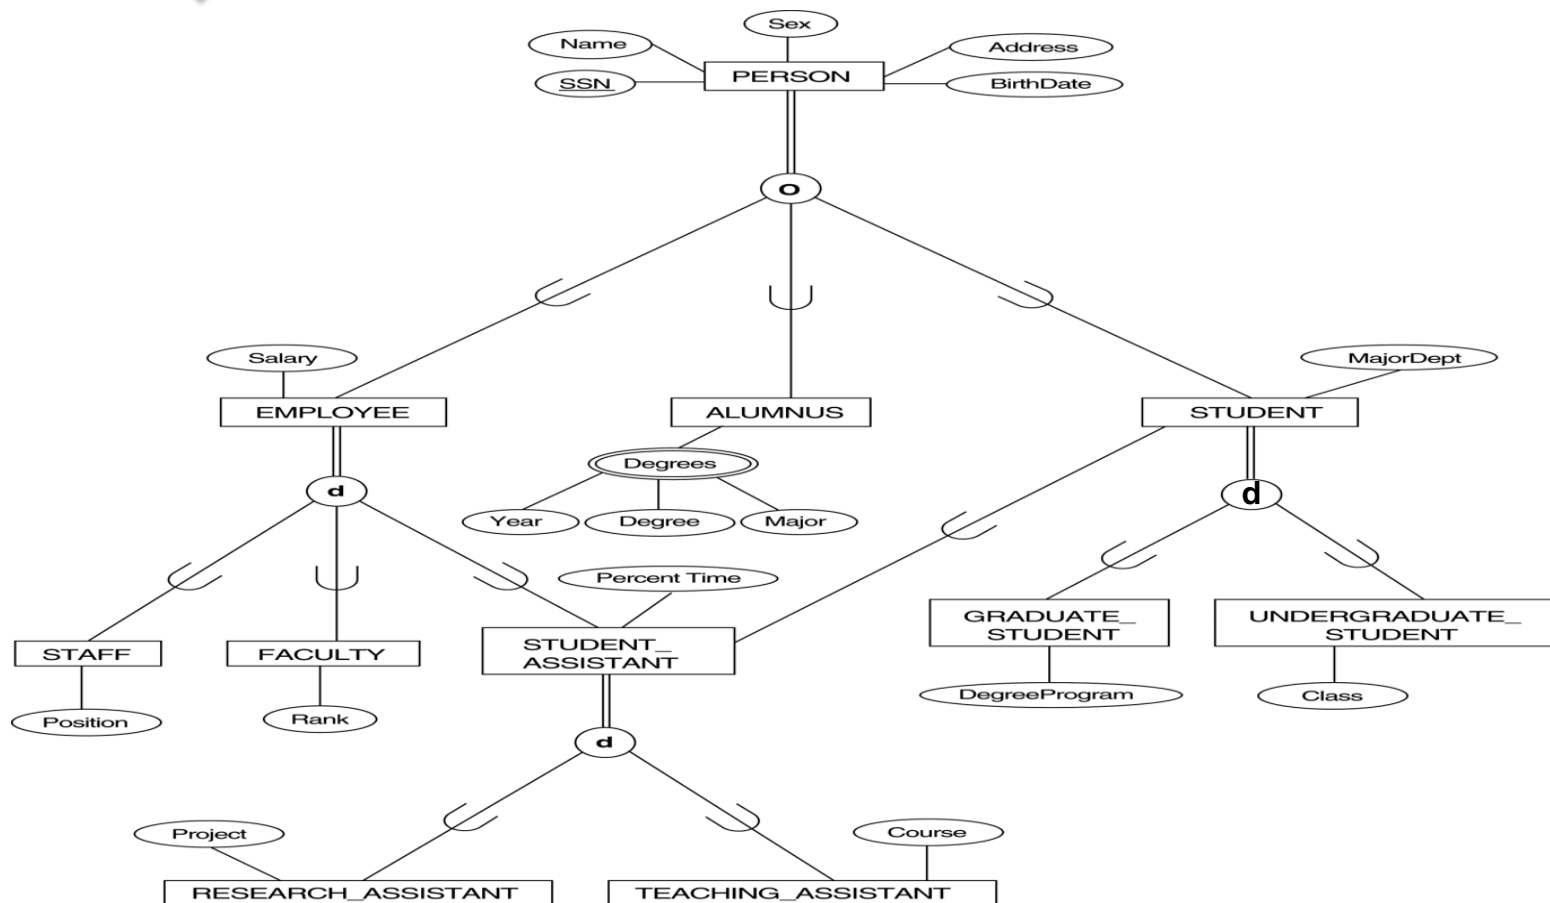 Sex
Name
Address
PERSON
SSN
BirthDate
O
Salary
MajorDept
EMPLOYEE
ALUMNUS
STUDENT
Degrees
d
d
Year
Degree
Major
Percent Time
GRADUATE_
STUDENT
UNDERGRADUATE_
STUDENT
STAFF
FACULTY
STUDENT_
ASSISTANT
DegreeProgram
Class
Position
Rank
d
Project
Course
RESEARCH_ASSISTANT
TEACHING_ASSISTANT